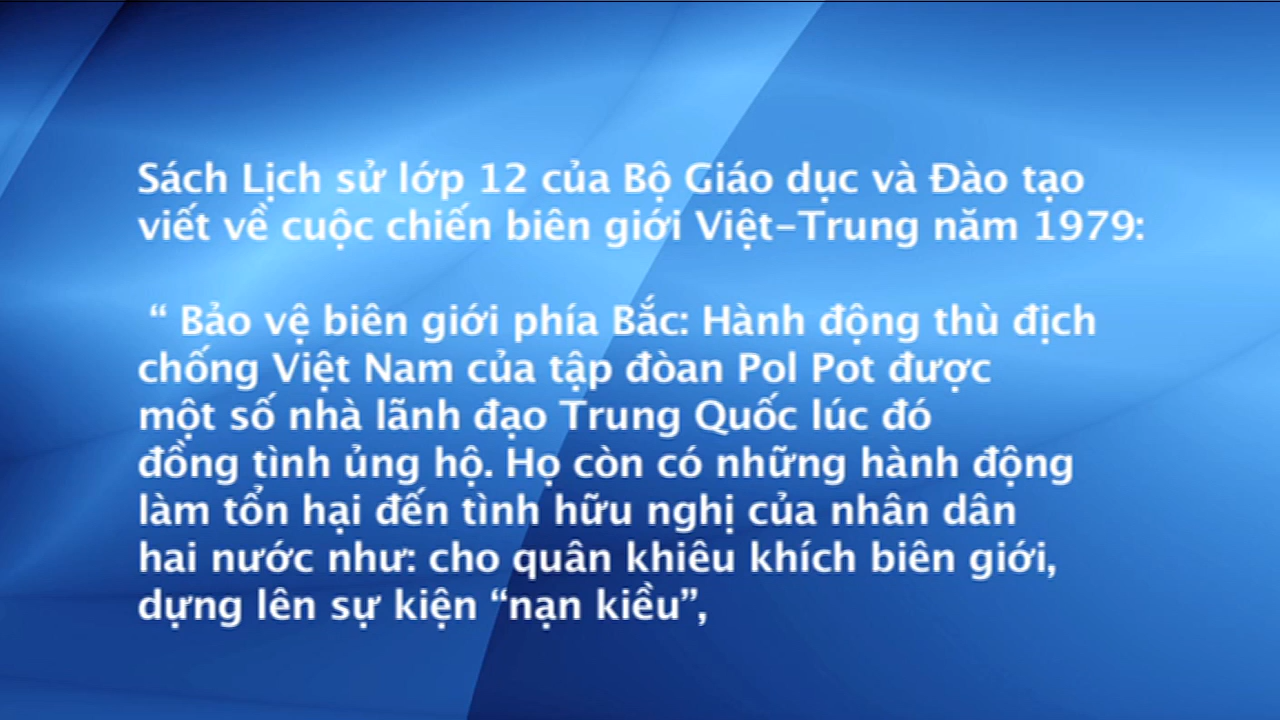 Sách Lịch sử lớp 12 của Bộ Giáo dục và Đào tạo
viết về cuộc chiến biên giới Việt-Trung năm 1979:
“ Bảo vệ biên giới phía Bắc: Hành động thù địch
chống Việt Nam của tập đòan Pol Pot được
một số nhà lãnh đạo Trung Quốc lúc đó
đồng tình ủng hộ. Họ còn có những hành động
làm tổn hại đến tình hữu nghị của nhân dân
hai nước như: cho quân khiêu khích biên giới,
dựng lên sự kiện “nạn kiều”,